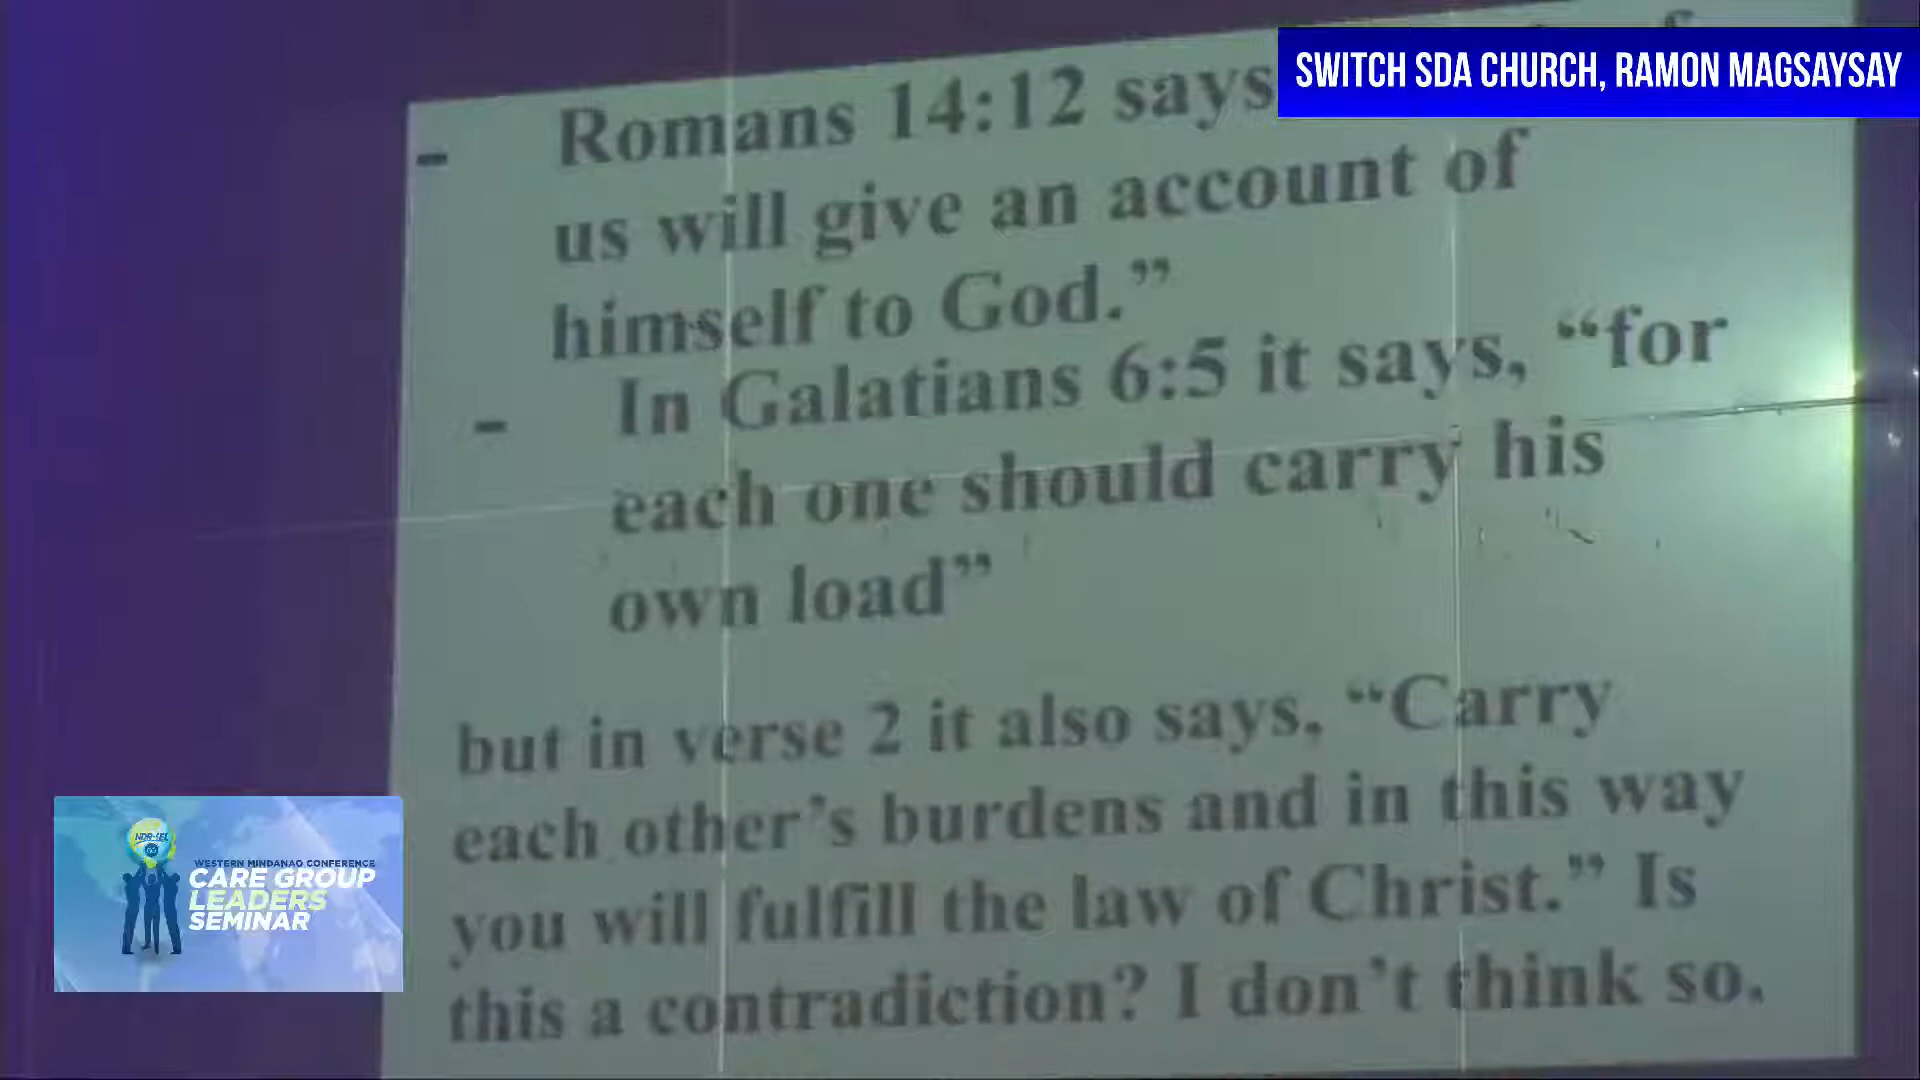 SWITCH SDA CHURCH, RAMON MAGSAYSAY
- Romans 14:12 says
us will give an account of
himself to God.”
- In Galatians 6:5 it says, “for
each one should carry his
own load”
but in verse 2 it also says, “Carry
each other’s burdens and in this way
you will fulfill the law of Christ.” Is
this a contradiction? I don’t think so.
WESTERN MINDANAO CONFERENCE
CARE GROUP
LEADERS
SEMINAR